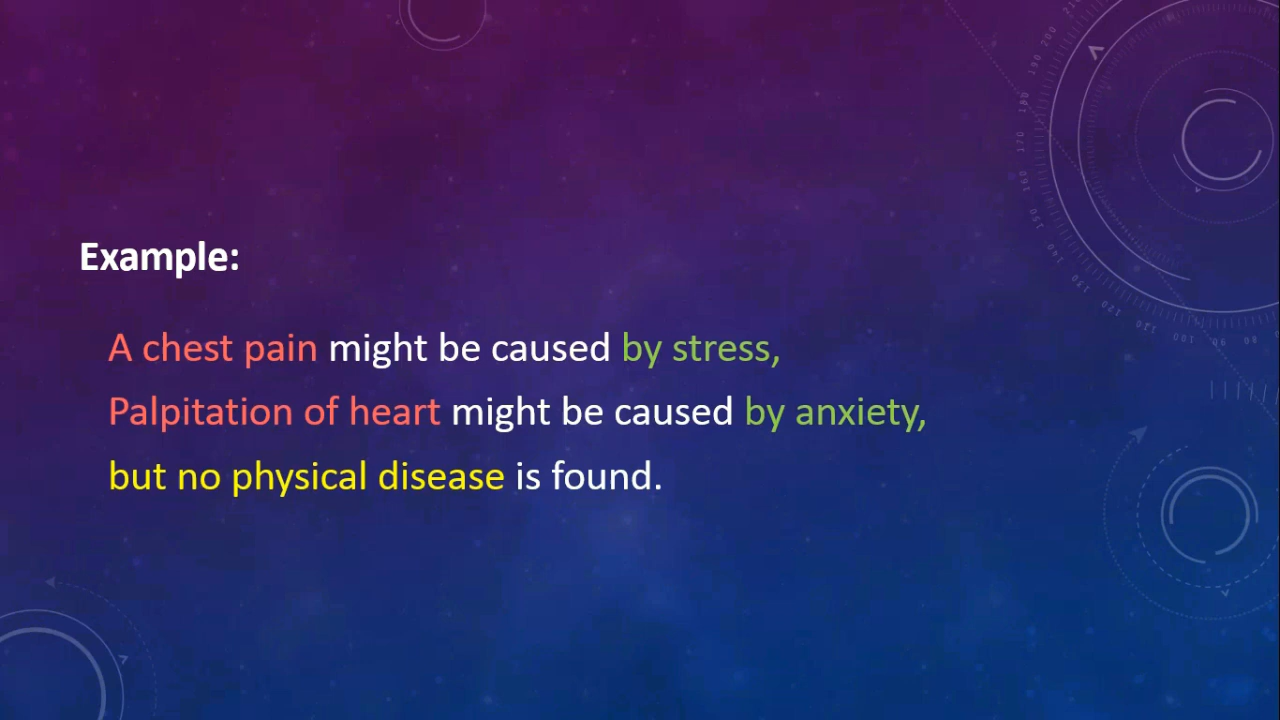 Example:
A chest pain might be caused by stress,
Palpitation of heart might be caused by anxiety,
but no physical disease is found.